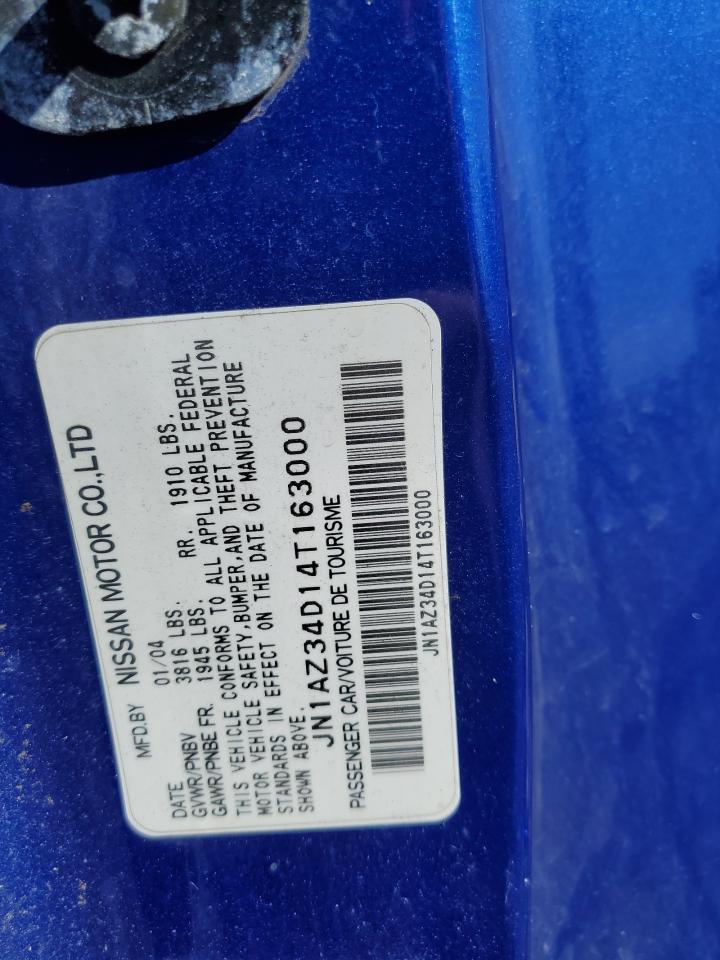 MFD.BY NISSAN MOTOR CO.,LTD
DATE 01/04
GVWR/PNBV 3816 LBS.
GAWR/PNBE FR. 1945 LBS. RR. 1910 LBS.
THIS VEHICLE CONFORMS TO ALL APPLICABLE FEDERAL
MOTOR VEHICLE SAFETY,BUMPER,AND THEFT PREVENTION
STANDARDS IN EFFECT ON THE DATE OF MANUFACTURE
SHOWN ABOVE.
JN1AZ34D14T163000
PASSENGER CAR/VOITURE DE TOURISME
JN1AZ34D14T163000